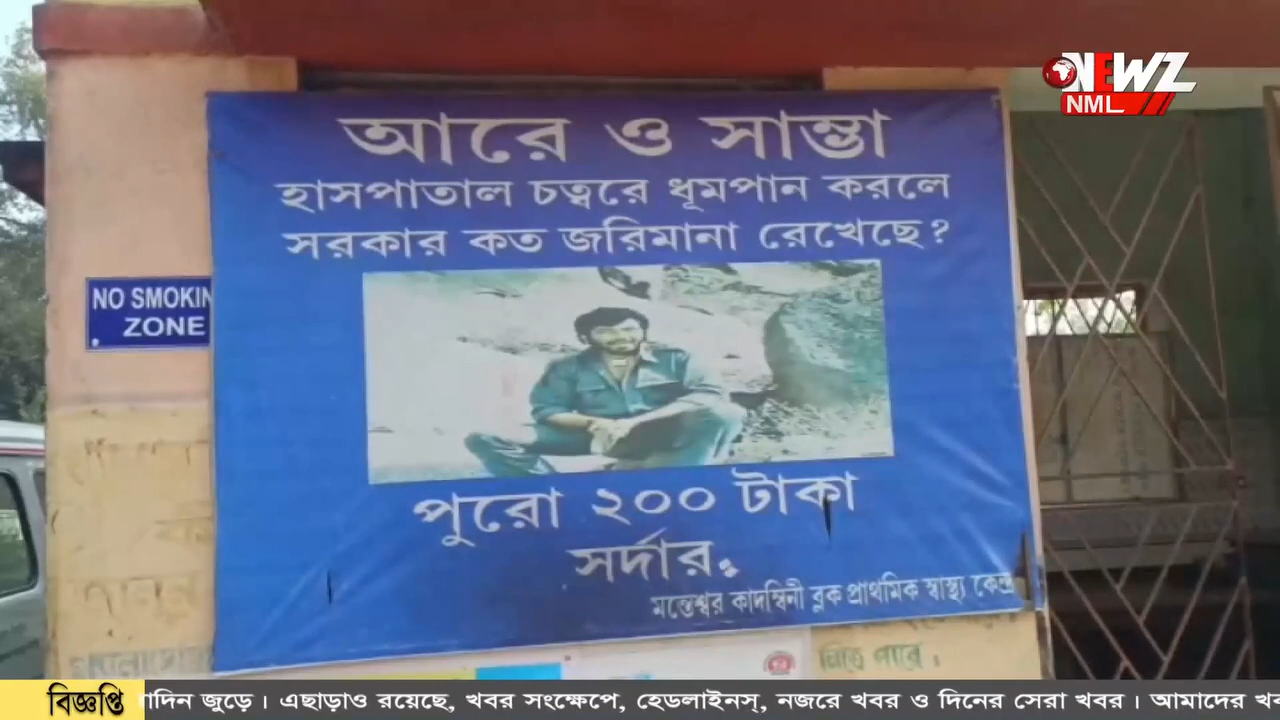 NEWZ
NML
আরে ও সাম্ভা
হাসপাতাল চত্বরে ধূমপান করলে
সরকার কত জরিমানা রেখেছে?
NO SMOKIN
ZONE
পুরো ২০০ টাকা
সর্দার.
মন্তেশ্বর কাদম্বিনী ব্লক প্রাথমিক স্বাস্থ্য কেন্দ্র
বিজ্ঞপ্তি
দিন জুড়ে । এছাড়াও রয়েছে, খবর সংক্ষেপে, হেডলাইনস্, নজরে খবর ও দিনের সেরা খবর । আমাদের